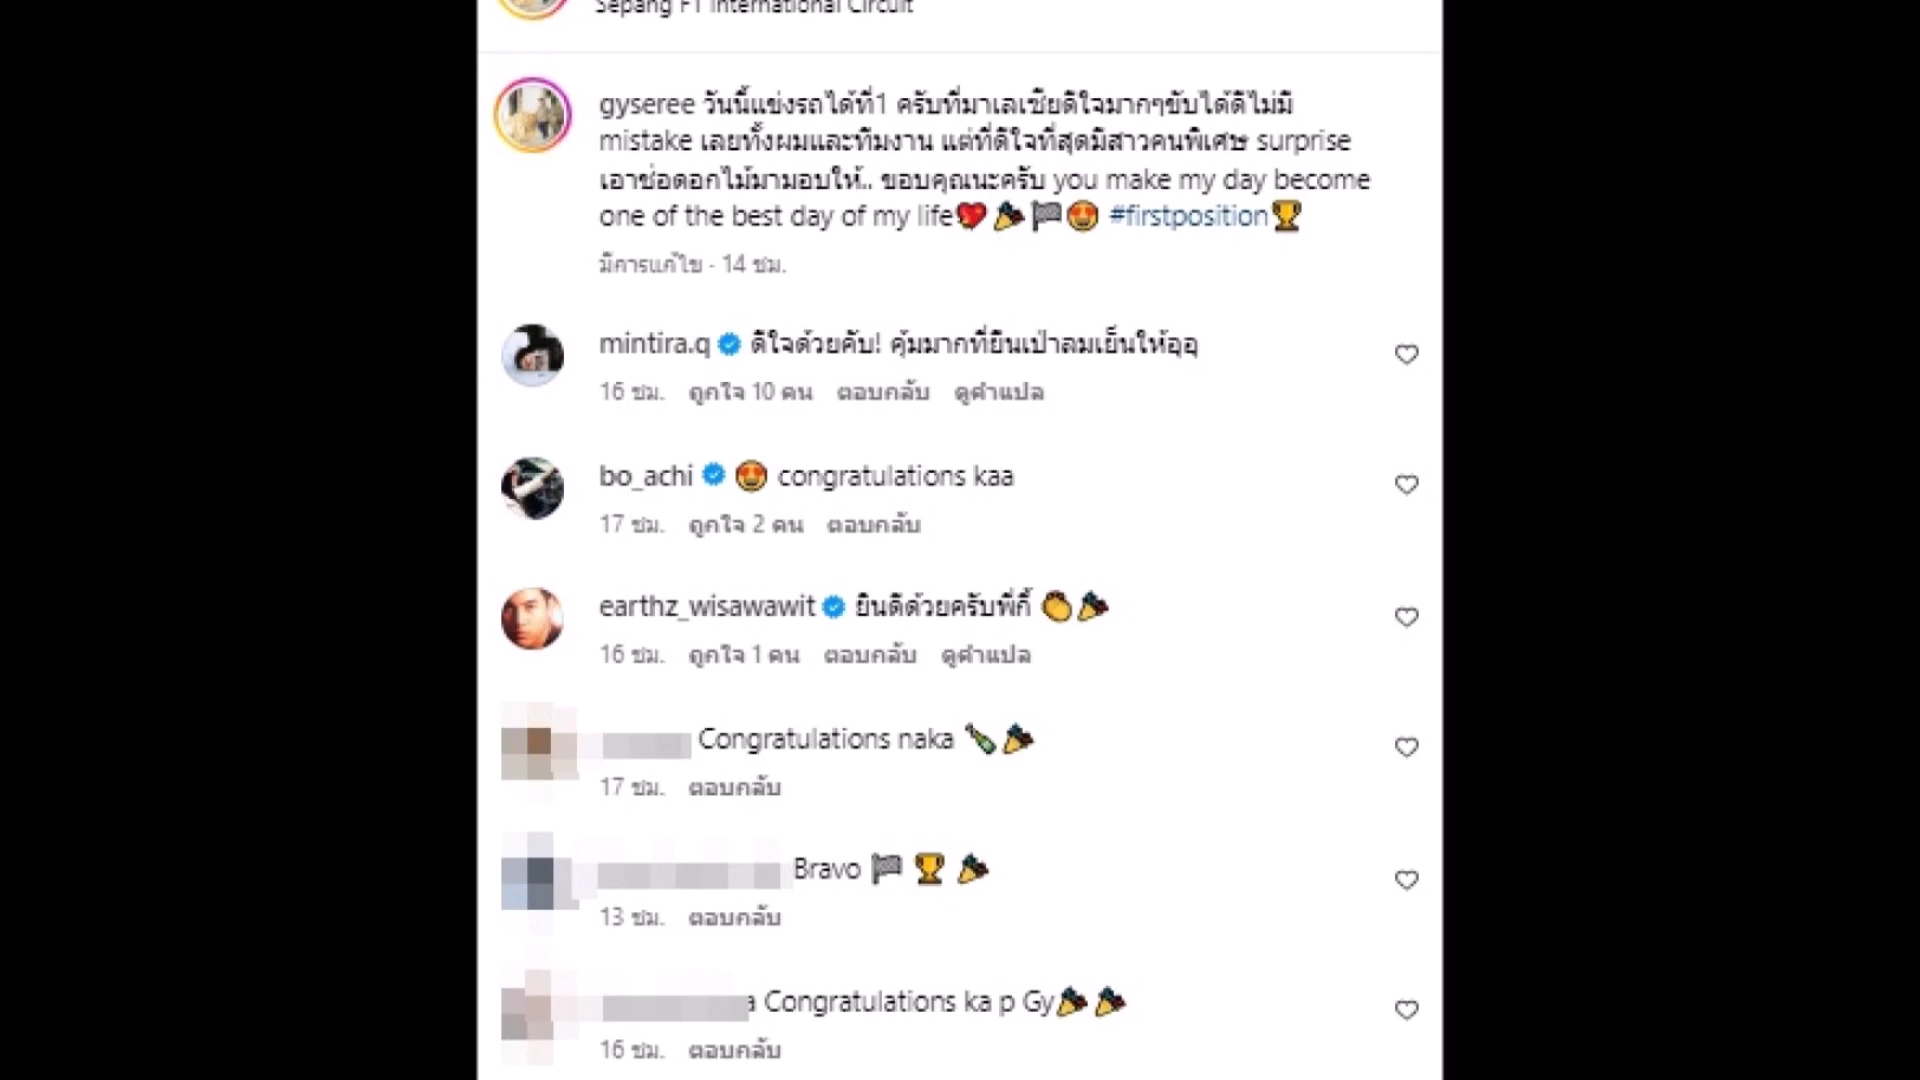 Sepang F1 International Circuit
gyseree วันนี้แข่งรถได้ที่1 ครับที่มาเลเซียดีใจมากๆขับได้ดีไม่มี
mistake เลยทั้งผมและทีมงาน แต่ที่ดีใจที่สุดมีสาวคนพิเศษ surprise
เอาช่อดอกไม้มามอบให้.. ขอบคุณนะครับ you make my day become
one of the best day of my life💖🎉🏁😍 #firstposition🏆
มีการแก้ไข · 14 ชม.
mintira.q ดีใจด้วยคับ! คุ้มมากที่ยืนเป่าลมเย็นให้อุอุ
16 ชม. ถูกใจ 10 คน ตอบกลับ ดูคำแปล
bo_achi 😍 congratulations kaa
17 ชม. ถูกใจ 2 คน ตอบกลับ
earthz_wisawawit ยินดีด้วยครับพี่กี้ 👏🎉
16 ชม. ถูกใจ 1 คน ตอบกลับ ดูคำแปล
Congratulations naka 🍾🎉
17 ชม. ตอบกลับ
Bravo 🏁 🏆 🎉
13 ชม. ตอบกลับ
a Congratulations ka p Gy🎉 🎉
16 ชม. ตอบกลับ